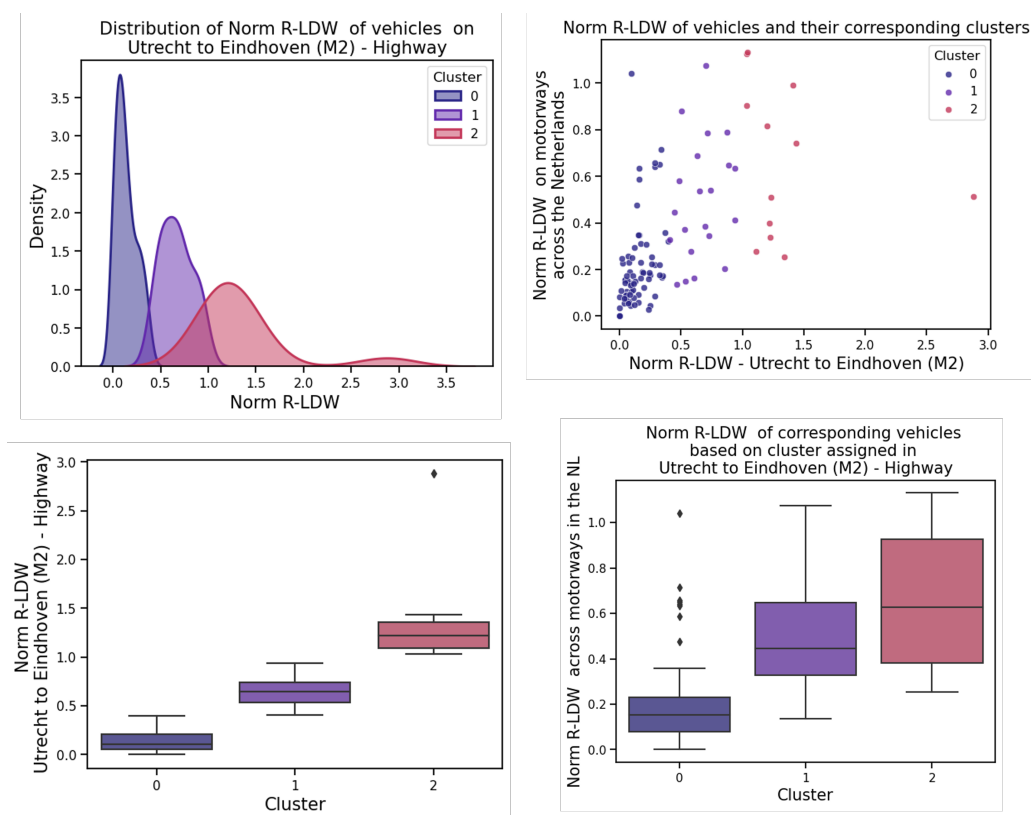 Distribution of Norm R-LDW of vehicles on
Utrecht to Eindhoven (M2) - Highway
Density
3.5
3.0
2.5
2.0
1.5
1.0
0.5
0.0
Cluster
0
1
2
0.0 0.5 1.0 1.5 2.0 2.5 3.0 3.5
Norm R-LDW
Norm R-LDW of vehicles and their corresponding clusters
Norm R-LDW on motorways
across the Netherlands
1.0
0.8
0.6
0.4
0.2
0.0
Cluster
0
1
2
0.0 0.5 1.0 1.5 2.0 2.5 3.0
Norm R-LDW - Utrecht to Eindhoven (M2)
Norm R-LDW
Utrecht to Eindhoven (M2) - Highway
3.0
2.5
2.0
1.5
1.0
0.5
0.0
0 1 2
Cluster
Norm R-LDW of corresponding vehicles
based on cluster assigned in
Utrecht to Eindhoven (M2) - Highway
Norm R-LDW across motorways in the NL
1.0
0.8
0.6
0.4
0.2
0.0
0 1 2
Cluster